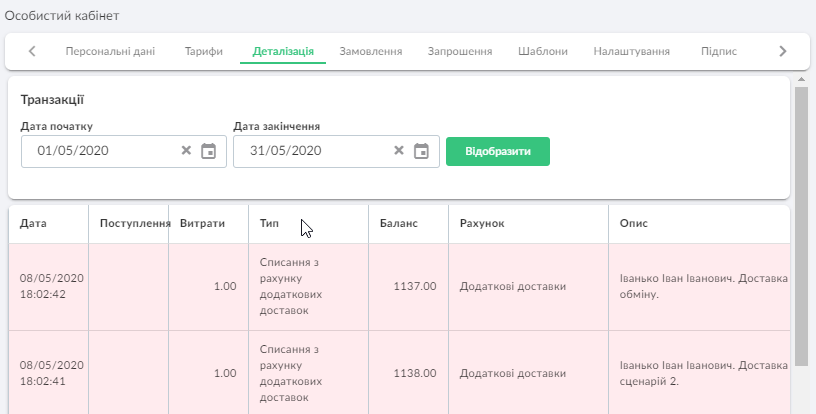 Особистий кабінет
Персональні дані Тарифи Деталізація Замовлення Запрошення Шаблони Налаштування Підпис
Транзакції
Дата початку Дата закінчення
01/05/2020 31/05/2020 Відобразити
Дата Поступлення Витрати Тип Баланс Рахунок Опис
08/05/2020
18:02:42
1.00
Списання з
рахунку
додаткових
доставок
1137.00
Додаткові доставки
Іванько Іван Іванович. Доставка
обміну.
08/05/2020
18:02:41
1.00
Списання з
рахунку
додаткових
доставок
1138.00
Додаткові доставки
Іванько Іван Іванович. Доставка
сценарій 2.